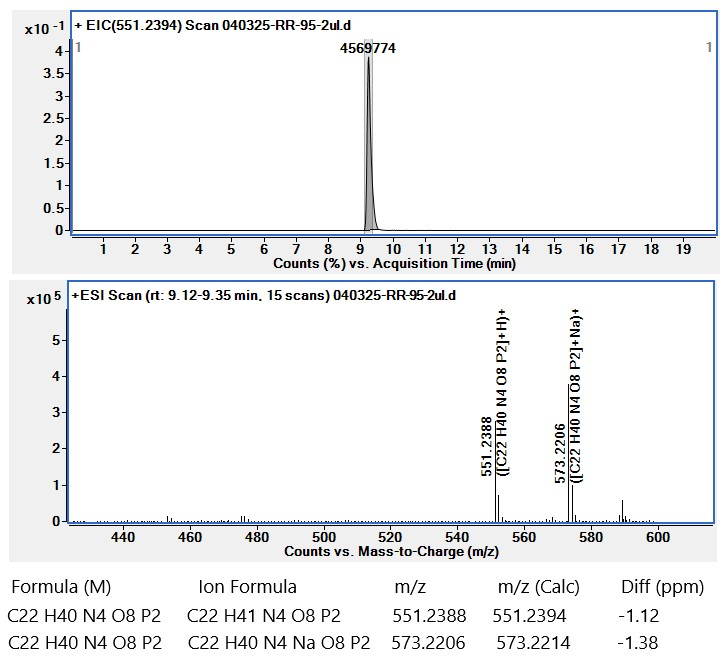 + EIC(551.2394) Scan 040325-RR-95-2ul.d
x10 -1
1 4569774 1
4
3.5
3
2.5
2
1.5
1
0.5
0
1 2 3 4 5 6 7 8 9 10 11 12 13 14 15 16 17 18 19
Counts (%) vs. Acquisition Time (min)
+ESI Scan (rt: 9.12-9.35 min, 15 scans) 040325-RR-95-2ul.d
x10 5
5
4
3
2
1
0
551.2388
([C22 H40 N4 O8 P2]+H)+
573.2206
([C22 H40 N4 O8 P2]+Na)+
440 460 480 500 520 540 560 580 600
Counts vs. Mass-to-Charge (m/z)
Formula (M) Ion Formula m/z m/z (Calc) Diff (ppm)
C22 H40 N4 O8 P2 C22 H41 N4 O8 P2 551.2388 551.2394 -1.12
C22 H40 N4 O8 P2 C22 H40 N4 Na O8 P2 573.2206 573.2214 -1.38